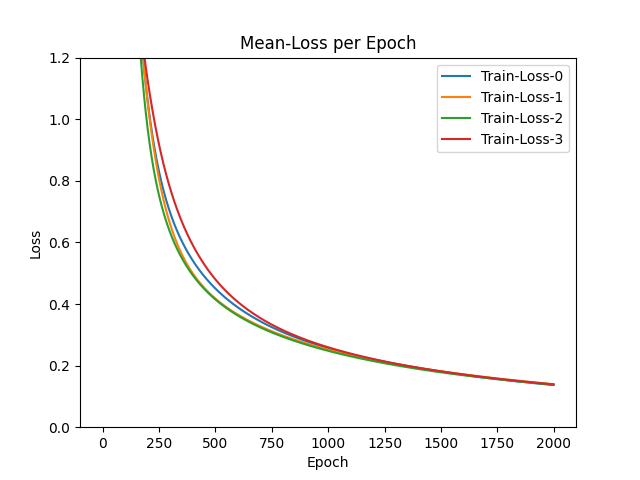 Mean-Loss per Epoch
Train-Loss-0
Train-Loss-1
Train-Loss-2
Train-Loss-3
Loss
1.2
1.0
0.8
0.6
0.4
0.2
0.0
0 250 500 750 1000 1250 1500 1750 2000
Epoch